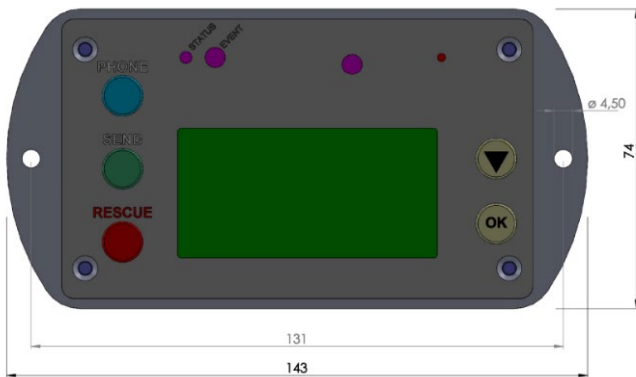 STATUS
EVENT
PHONE
SEND
RESCUE
OK
ø 4,50
74
131
143